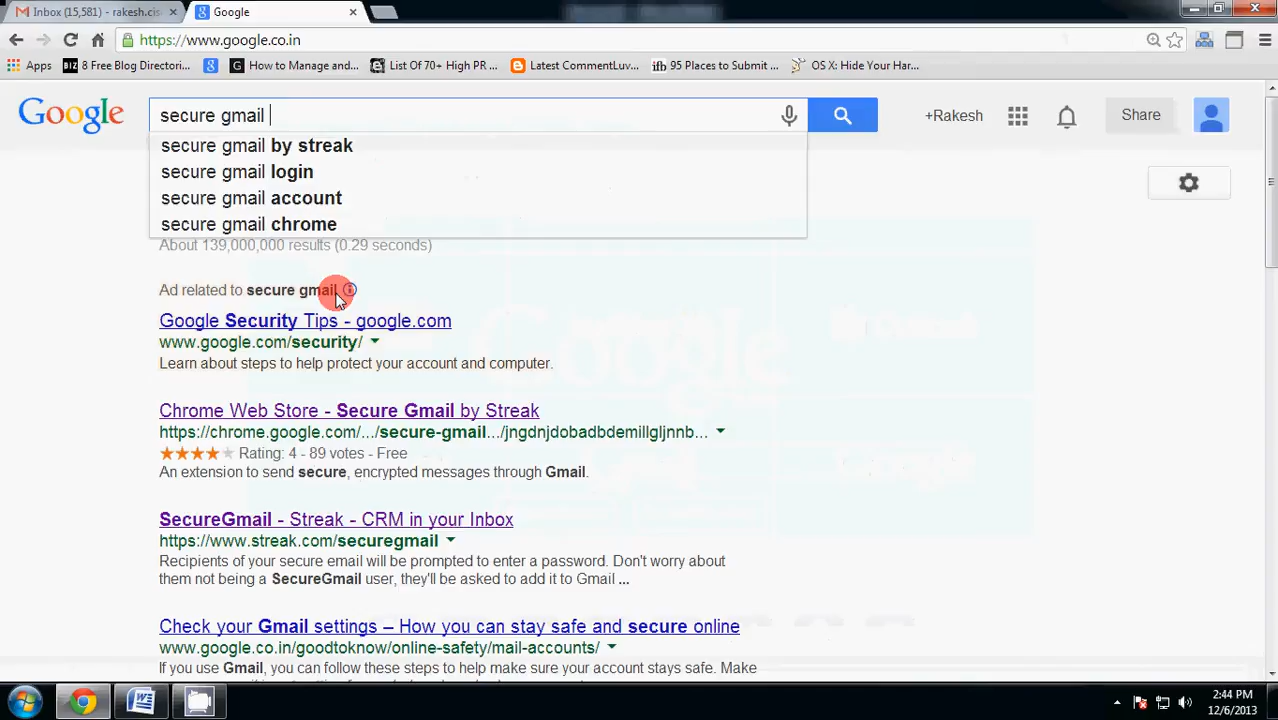 Inbox (15,581) - rakesh.cis
Google
https://www.google.co.in
Apps
8 Free Blog Directori...
How to Manage and...
List Of 70+ High PR ...
Latest CommentLuv...
95 Places to Submit ...
OS X: Hide Your Har...
Google
secure gmail
+Rakesh
Share
secure gmail by streak
secure gmail login
secure gmail account
secure gmail chrome
About 139,000,000 results (0.29 seconds)
Ad related to secure gmail
Google Security Tips - google.com
www.google.com/security/
Learn about steps to help protect your account and computer.
Chrome Web Store - Secure Gmail by Streak
https://chrome.google.com/.../secure-gmail.../jngdnjdobadbdemillgljnnb...
Rating: 4 - 89 votes - Free
An extension to send secure, encrypted messages through Gmail.
SecureGmail - Streak - CRM in your Inbox
https://www.streak.com/securegmail
Recipients of your secure email will be prompted to enter a password. Don't worry about
them not being a SecureGmail user, they'll be asked to add it to Gmail ...
Check your Gmail settings – How you can stay safe and secure online
www.google.co.in/goodtoknow/online-safety/mail-accounts/
If you use Gmail, you can follow these steps to help make sure your account stays safe. Make
2:44 PM
12/6/2013